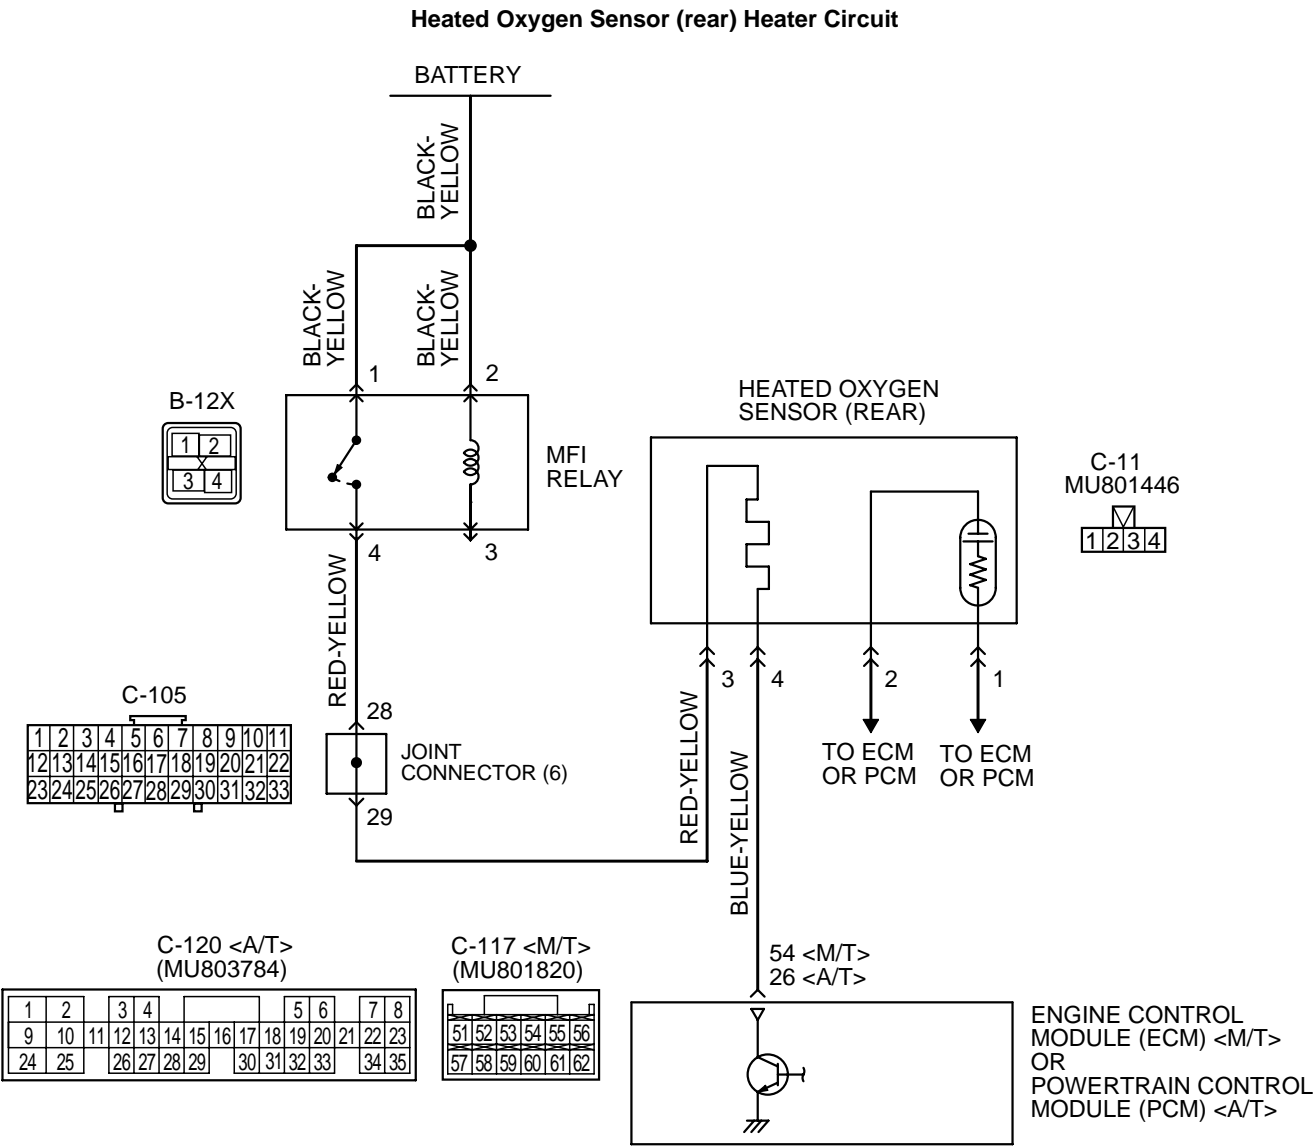 Heated Oxygen Sensor (rear) Heater Circuit
BATTERY
BLACK-
YELLOW
BLACK-
YELLOW
BLACK-
YELLOW
1
2
B-12X
1 2
X
3 4
MFI
RELAY
4
3
HEATED OXYGEN
SENSOR (REAR)
C-11
MU801446
1 2 3 4
RED-YELLOW
3
4
2
1
TO ECM
OR PCM
TO ECM
OR PCM
C-105
1 2 3 4 5 6 7 8 9 10 11
12 13 14 15 16 17 18 19 20 21 22
23 24 25 26 27 28 29 30 31 32 33
28
JOINT
CONNECTOR (6)
29
RED-YELLOW
BLUE-YELLOW
C-120 <A/T>
(MU803784)
1 2 3 4 5 6 7 8
9 10 11 12 13 14 15 16 17 18 19 20 21 22 23
24 25 26 27 28 29 30 31 32 33 34 35
C-117 <M/T>
(MU801820)
51 52 53 54 55 56
57 58 59 60 61 62
54 <M/T>
26 <A/T>
ENGINE CONTROL
MODULE (ECM) <M/T>
OR
POWERTRAIN CONTROL
MODULE (PCM) <A/T>